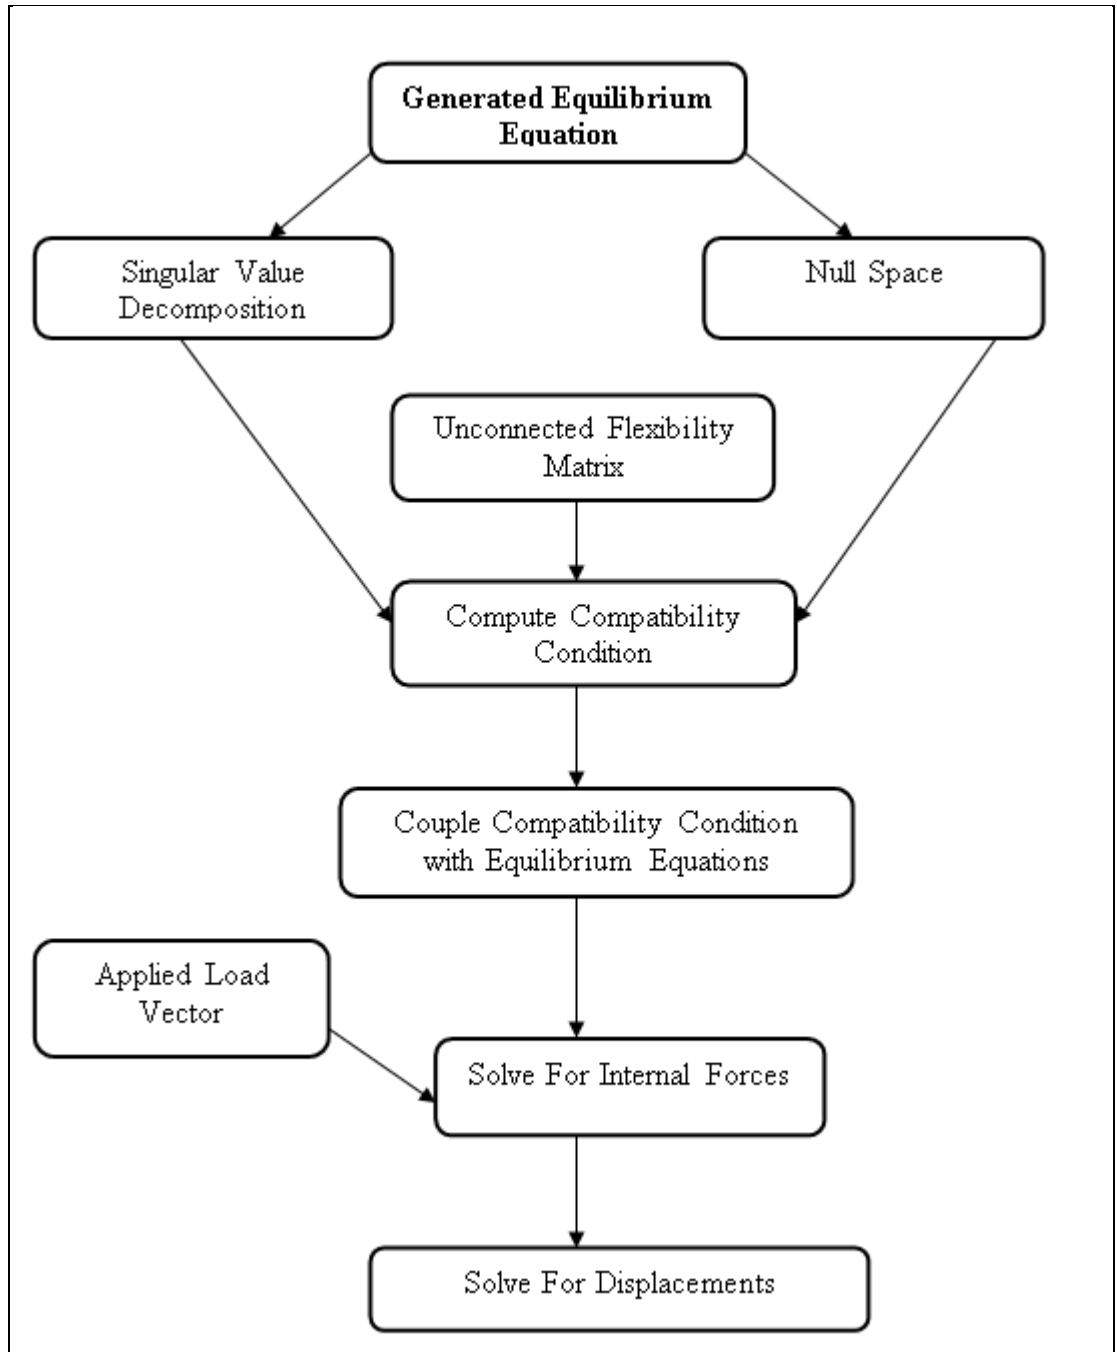 Generated Equilibrium
Equation
Singular Value
Decomposition
Null Space
Unconnected Flexibility
Matrix
Compute Compatibility
Condition
Couple Compatibility Condition
with Equilibrium Equations
Applied Load
Vector
Solve For Internal Forces
Solve For Displacements